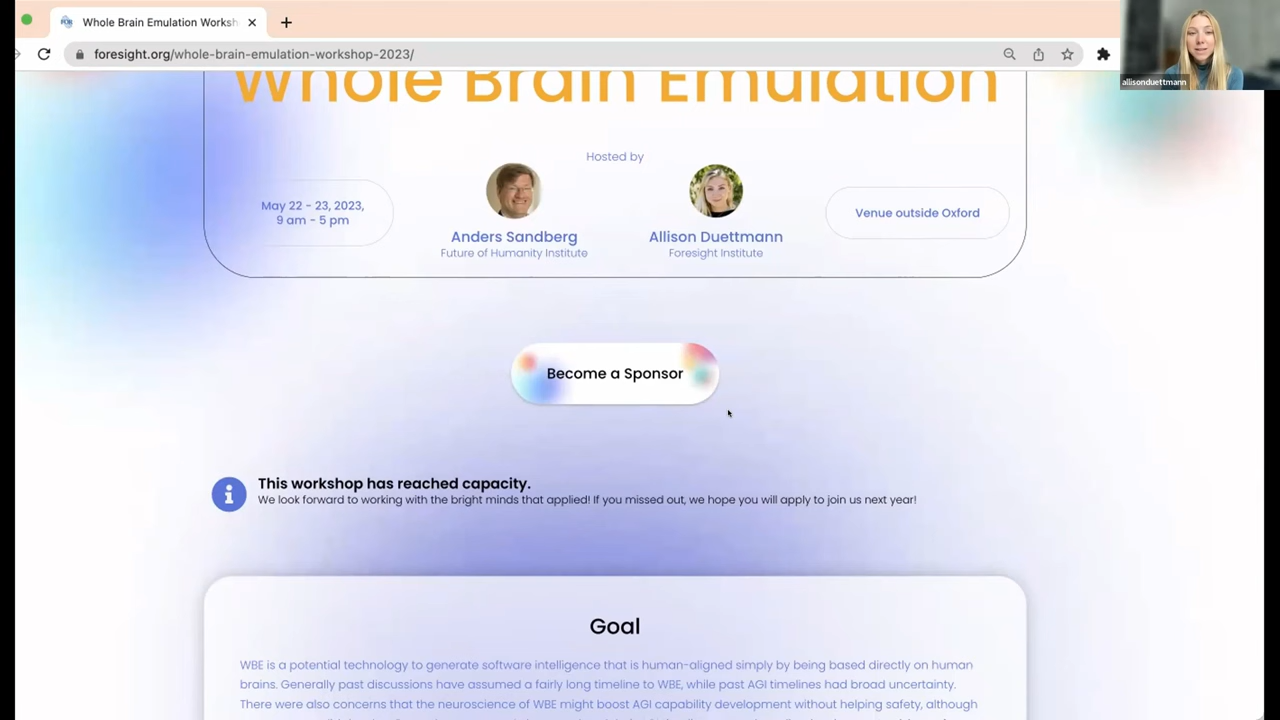 Whole Brain Emulation Worksh
foresight.org/whole-brain-emulation-workshop-2023/
allisonduettmann
Whole Brain Emulation
Hosted by
May 22 - 23, 2023,
9 am - 5 pm
Anders Sandberg
Future of Humanity Institute
Allison Duettmann
Foresight Institute
Venue outside Oxford
Become a Sponsor
This workshop has reached capacity.
We look forward to working with the bright minds that applied! If you missed out, we hope you will apply to join us next year!
Goal
WBE is a potential technology to generate software intelligence that is human-aligned simply by being based directly on human
brains. Generally past discussions have assumed a fairly long timeline to WBE, while past AGI timelines had broad uncertainty.
There were also concerns that the neuroscience of WBE might boost AGI capability development without helping safety, although